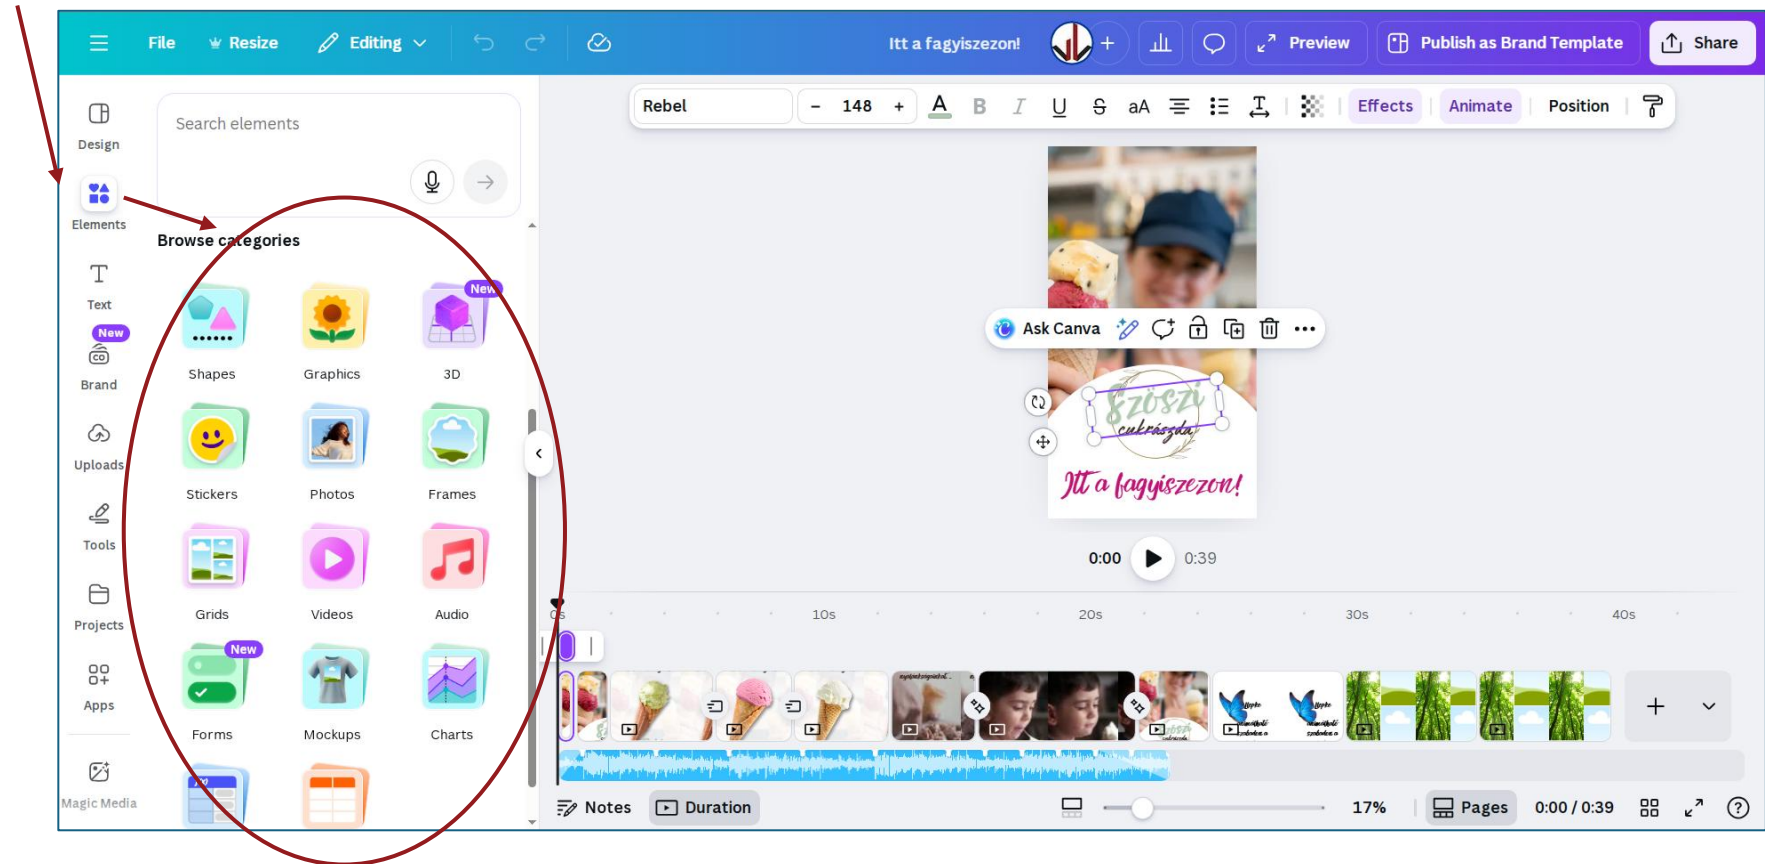 File Resize Editing Itt a fagyiszezon! + Preview Publish as Brand Template Share
Design
Elements
Text
New
Brand
Uploads
Tools
Projects
Apps
Magic Media
Search elements
Browse categories
Shapes Graphics New 3D
Stickers Photos Frames
Grids Videos Audio
New
Forms Mockups Charts
Rebel - 148 + A B I U S aA T Effects Animate Position
Ask Canva
Szöszi
cukrászda
Itt a fagyiszezon!
0:00 0:39
0s 10s 20s 30s 40s
Notes Duration 17% Pages 0:00 / 0:39 ?